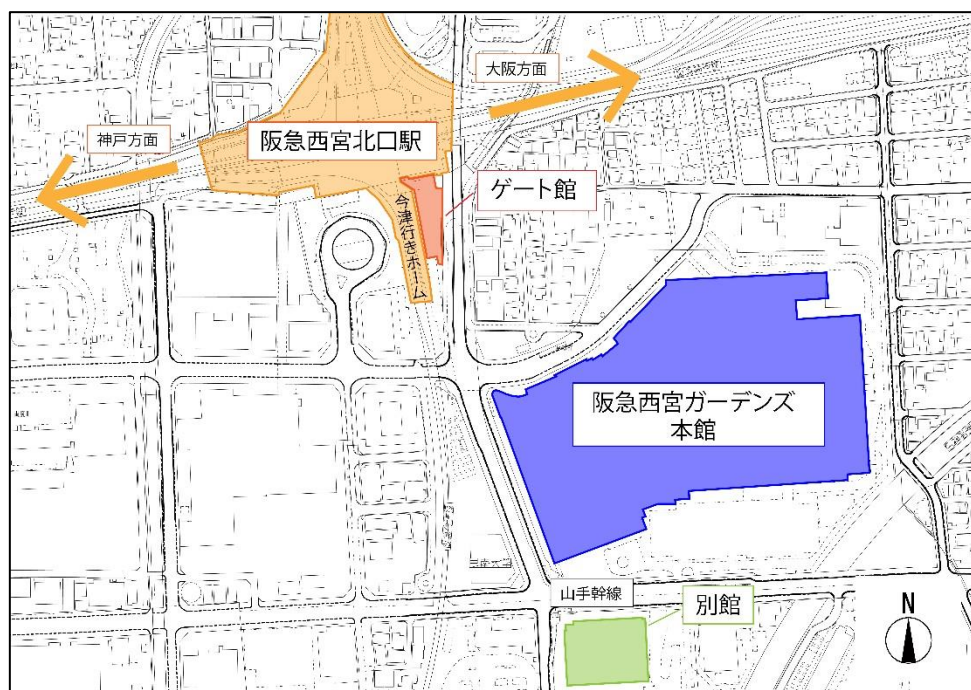 大阪方面
神戸方面
阪急西宮北口駅
ゲート館
今津行きホーム
阪急西宮ガーデンズ
本館
山手幹線
別館
N